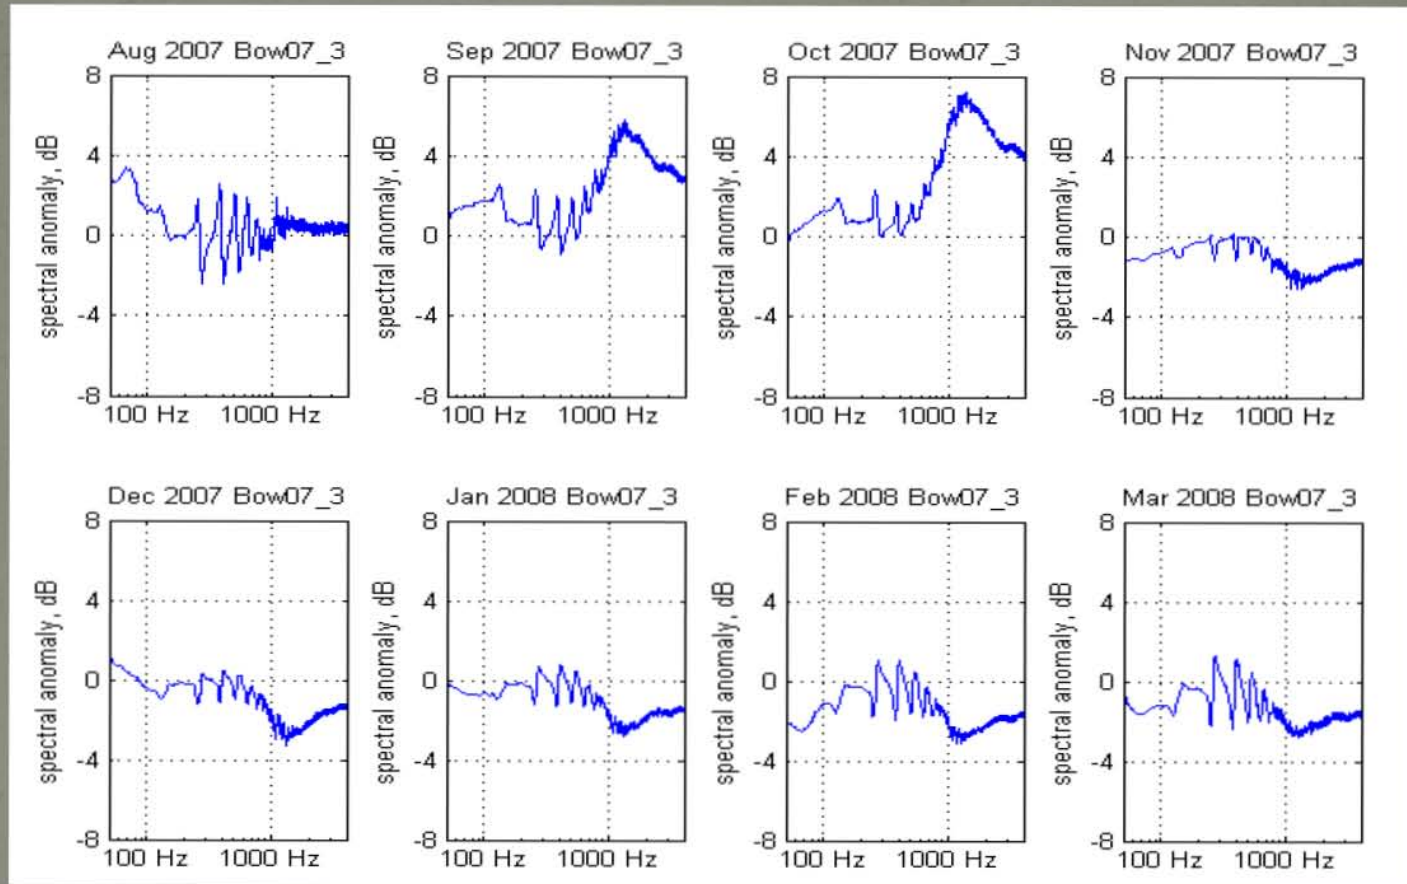 Aug 2007 Bow07_3
8
4
0
-4
-8
spectral anomaly, dB
100 Hz 1000 Hz
Sep 2007 Bow07_3
8
4
0
-4
-8
spectral anomaly, dB
100 Hz 1000 Hz
Oct 2007 Bow07_3
8
4
0
-4
-8
spectral anomaly, dB
100 Hz 1000 Hz
Nov 2007 Bow07_3
8
4
0
-4
-8
spectral anomaly, dB
100 Hz 1000 Hz
Dec 2007 Bow07_3
8
4
0
-4
-8
spectral anomaly, dB
100 Hz 1000 Hz
Jan 2008 Bow07_3
8
4
0
-4
-8
spectral anomaly, dB
100 Hz 1000 Hz
Feb 2008 Bow07_3
8
4
0
-4
-8
spectral anomaly, dB
100 Hz 1000 Hz
Mar 2008 Bow07_3
8
4
0
-4
-8
spectral anomaly, dB
100 Hz 1000 Hz